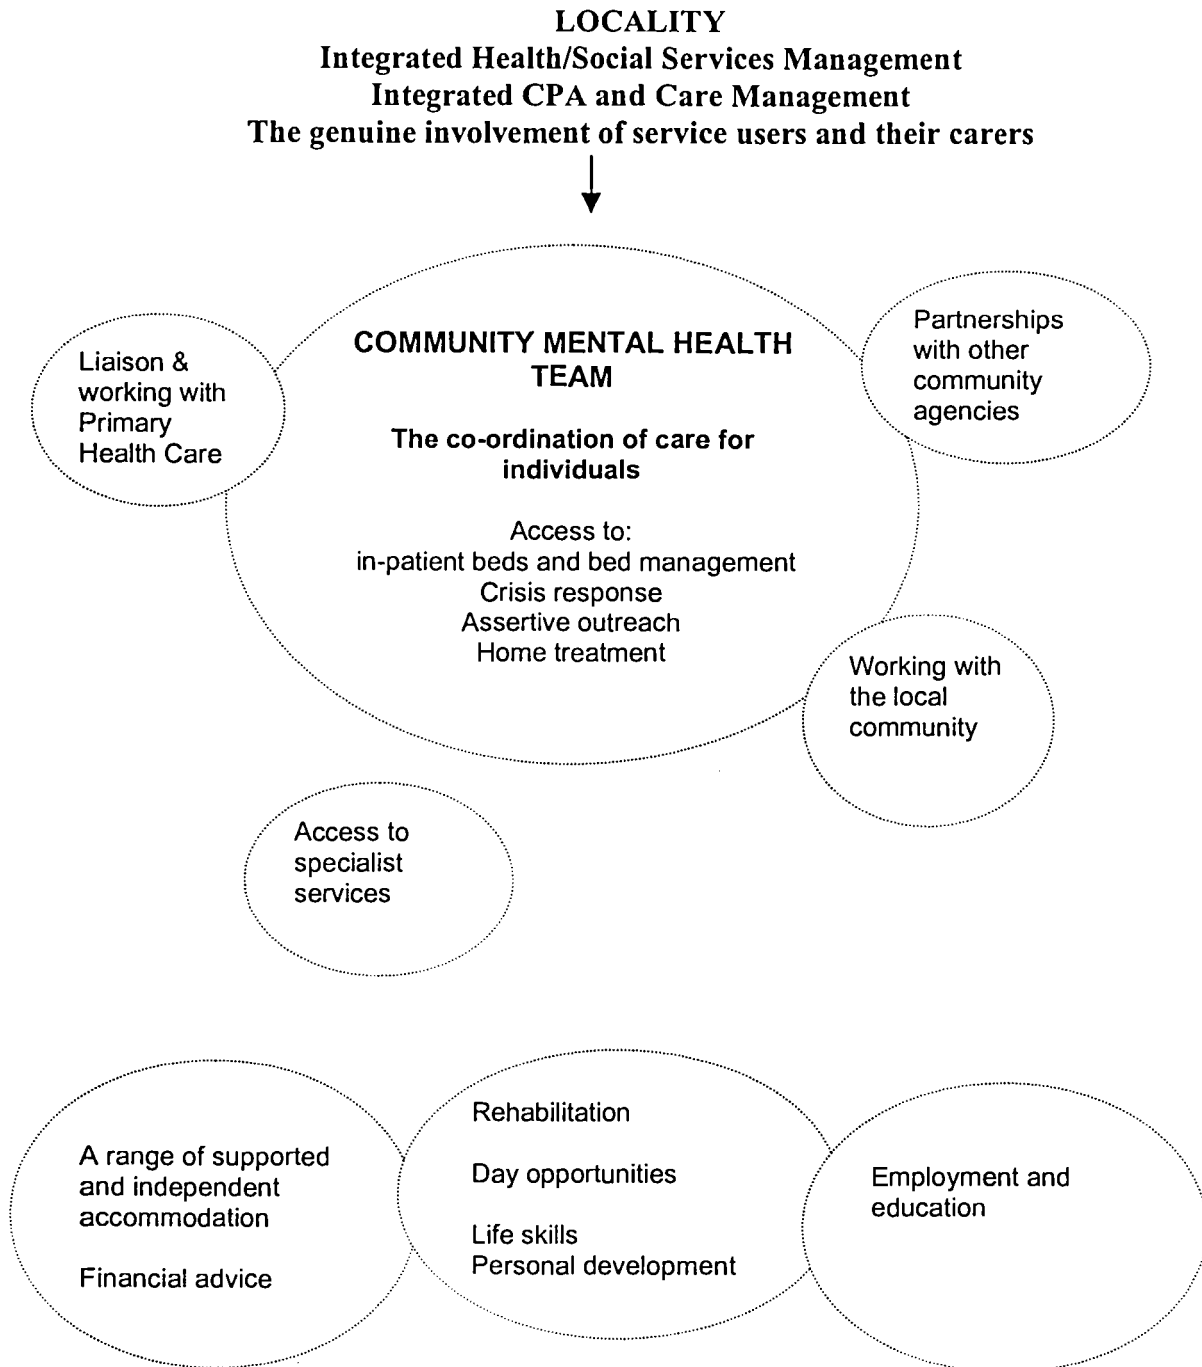 LOCALITY
Integrated Health/Social Services Management
Integrated CPA and Care Management
The genuine involvement of service users and their carers
Liaison &
working with
Primary
Health Care
COMMUNITY MENTAL HEALTH
TEAM
The co-ordination of care for
individuals
Access to:
in-patient beds and bed management
Crisis response
Assertive outreach
Home treatment
Partnerships
with other
community
agencies
Working with
the local
community
Access to
specialist
services
A range of supported
and independent
accommodation
Financial advice
Rehabilitation
Day opportunities
Life skills
Personal development
Employment and
education